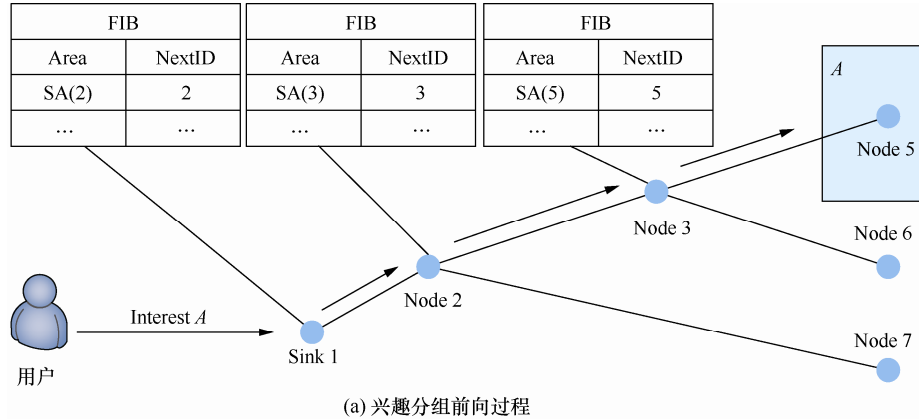 FIB
Area NextID
SA(2) 2
… …
FIB
Area NextID
SA(3) 3
… …
FIB
Area NextID
SA(5) 5
… …
A
Node 5
Node 3
Node 6
Node 2
Interest A
Node 7
Sink 1
用户
(a) 兴趣分组前向过程